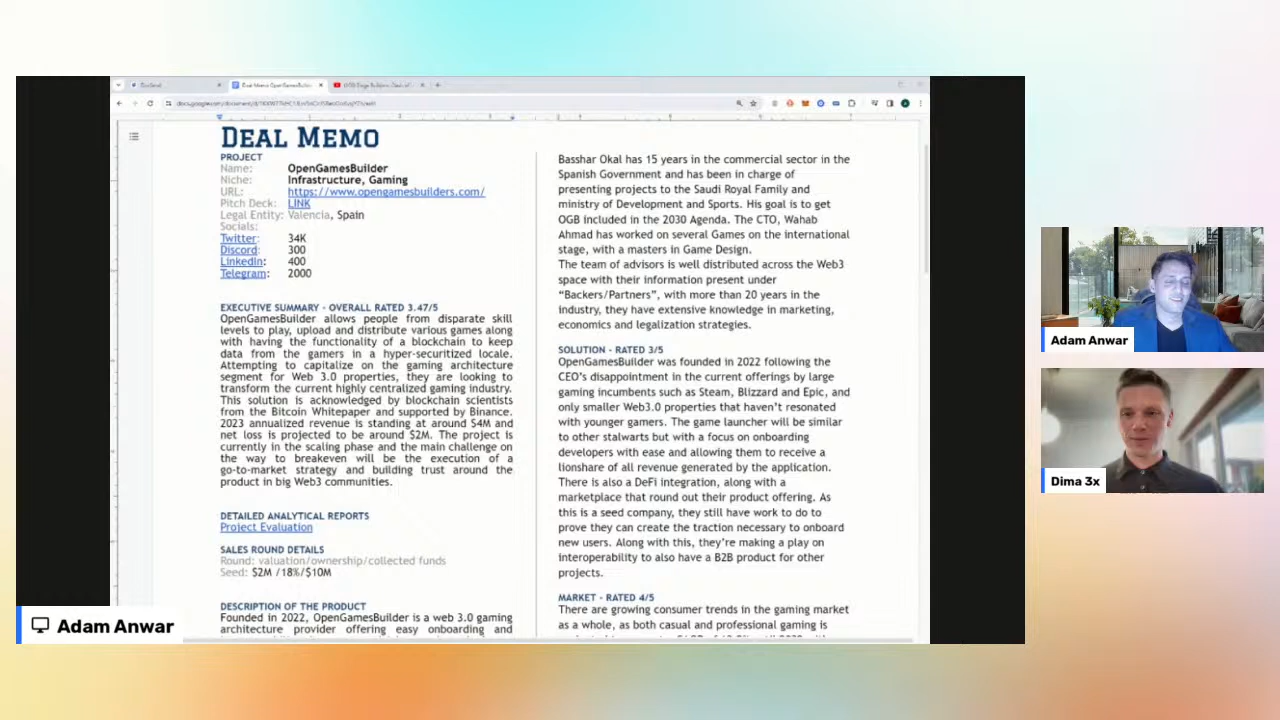 Deal Memo OpenGamesBuilder
DEAL MEMO
PROJECT
Name: OpenGamesBuilder
Niche: Infrastructure, Gaming
URL: https://www.opengamesbuilders.com/
Pitch Deck: LINK
Legal Entity: Valencia, Spain
Socials:
Twitter: 34K
Discord: 300
LinkedIn: 400
Telegram: 2000
EXECUTIVE SUMMARY - OVERALL RATED 3.47/5
OpenGamesBuilder allows people from disparate skill
levels to play, upload and distribute various games along
with having the functionality of a blockchain to keep
data from the gamers in a hyper-securitized locale.
Attempting to capitalize on the gaming architecture
segment for Web 3.0 properties, they are looking to
transform the current highly centralized gaming industry.
This solution is acknowledged by blockchain scientists
from the Bitcoin Whitepaper and supported by Binance.
2023 annualized revenue is standing at around $4M and
net loss is projected to be around $2M. The project is
currently in the scaling phase and the main challenge on
the way to breakeven will be the execution of a
go-to-market strategy and building trust around the
product in big Web3 communities.
DETAILED ANALYTICAL REPORTS
Project Evaluation
SALES ROUND DETAILS
Round: valuation/ownership/collected funds
Seed: $2M /18%/$10M
DESCRIPTION OF THE PRODUCT
Founded in 2022, OpenGamesBuilder is a web 3.0 gaming
architecture provider offering easy onboarding and
Basshar Okal has 15 years in the commercial sector in the
Spanish Government and has been in charge of
presenting projects to the Saudi Royal Family and
ministry of Development and Sports. His goal is to get
OGB included in the 2030 Agenda. The CTO, Wahab
Ahmad has worked on several Games on the international
stage, with a masters in Game Design.
The team of advisors is well distributed across the Web3
space with their information present under
“Backers/Partners”, with more than 20 years in the
industry, they have extensive knowledge in marketing,
economics and legalization strategies.
SOLUTION - RATED 3/5
OpenGamesBuilder was founded in 2022 following the
CEO’s disappointment in the current offerings by large
gaming incumbents such as Steam, Blizzard and Epic, and
only smaller Web3.0 properties that haven’t resonated
with younger gamers. The game launcher will be similar
to other stalwarts but with a focus on onboarding
developers with ease and allowing them to receive a
lionshare of all revenue generated by the application.
There is also a DeFi integration, along with a
marketplace that round out their product offering. As
this is a seed company, they still have work to do to
prove they can create the traction necessary to onboard
new users. Along with this, they’re making a play on
interoperability to also have a B2B product for other
projects.
MARKET - RATED 4/5
There are growing consumer trends in the gaming market
as a whole, as both casual and professional gaming is
Adam Anwar
Dima 3x
Adam Anwar